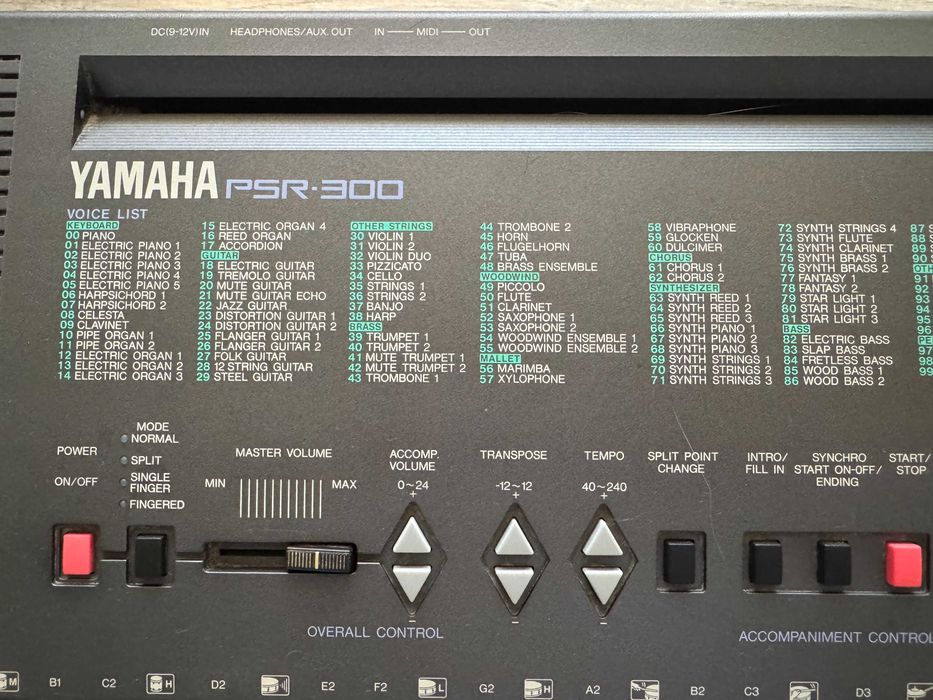 DC(9-12V)IN HEADPHONES/AUX. OUT IN MIDI OUT
YAMAHA PSR-300
VOICE LIST
KEYBOARD
00 PIANO
01 ELECTRIC PIANO 1
02 ELECTRIC PIANO 2
03 ELECTRIC PIANO 3
04 ELECTRIC PIANO 4
05 ELECTRIC PIANO 5
06 HARPSICHORD 1
07 HARPSICHORD 2
08 CELESTA
09 CLAVINET
10 PIPE ORGAN 1
11 PIPE ORGAN 2
12 ELECTRIC ORGAN 1
13 ELECTRIC ORGAN 2
14 ELECTRIC ORGAN 3
15 ELECTRIC ORGAN 4
16 REED ORGAN
17 ACCORDION
GUITAR
18 ELECTRIC GUITAR
19 TREMOLO GUITAR
20 MUTE GUITAR
21 MUTE GUITAR ECHO
22 JAZZ GUITAR
23 DISTORTION GUITAR 1
24 DISTORTION GUITAR 2
25 FLANGER GUITAR 1
26 FLANGER GUITAR 2
27 FOLK GUITAR
28 12 STRING GUITAR
29 STEEL GUITAR
OTHER STRINGS
30 VIOLIN 1
31 VIOLIN 2
32 VIOLIN DUO
33 PIZZICATO
34 CELLO
35 STRINGS 1
36 STRINGS 2
37 BANJO
38 HARP
BRASS
39 TRUMPET 1
40 TRUMPET 2
41 MUTE TRUMPET 1
42 MUTE TRUMPET 2
43 TROMBONE 1
44 TROMBONE 2
45 HORN
46 FLUGELHORN
47 TUBA
48 BRASS ENSEMBLE
WOODWIND
49 PICCOLO
50 FLUTE
51 CLARINET
52 SAXOPHONE 1
53 SAXOPHONE 2
54 WOODWIND ENSEMBLE 1
55 WOODWIND ENSEMBLE 2
MALLET
56 MARIMBA
57 XYLOPHONE
58 VIBRAPHONE
59 GLOCKEN
60 DULCIMER
CHORUS
61 CHORUS 1
62 CHORUS 2
SYNTHESIZER
63 SYNTH REED 1
64 SYNTH REED 2
65 SYNTH REED 3
66 SYNTH PIANO 1
67 SYNTH PIANO 2
68 SYNTH PIANO 3
69 SYNTH STRINGS 1
70 SYNTH STRINGS 2
71 SYNTH STRINGS 3
72 SYNTH STRINGS 4
73 SYNTH FLUTE
74 SYNTH CLARINET
75 SYNTH BRASS 1
76 SYNTH BRASS 2
77 FANTASY 1
78 FANTASY 2
79 STAR LIGHT 1
80 STAR LIGHT 2
81 STAR LIGHT 3
BASS
82 ELECTRIC BASS
83 SLAP BASS
84 FRETLESS BASS
85 WOOD BASS 1
86 WOOD BASS 2
87
88
89
90
91
92
93
94
95
96
97
98
99
POWER
ON/OFF
MODE
NORMAL
SPLIT
SINGLE
FINGER
FINGERED
MASTER VOLUME
MIN MAX
ACCOMP.
VOLUME
0~24
+
-
TRANSPOSE
-12~12
+
-
TEMPO
40~240
+
-
SPLIT POINT
CHANGE
INTRO/
FILL IN
SYNCHRO
START ON-OFF/
ENDING
START/
STOP
OVERALL CONTROL
ACCOMPANIMENT CONTROL
M B1 C2 H D2 E2 F2 L G2 H A2 B2 C3 D3